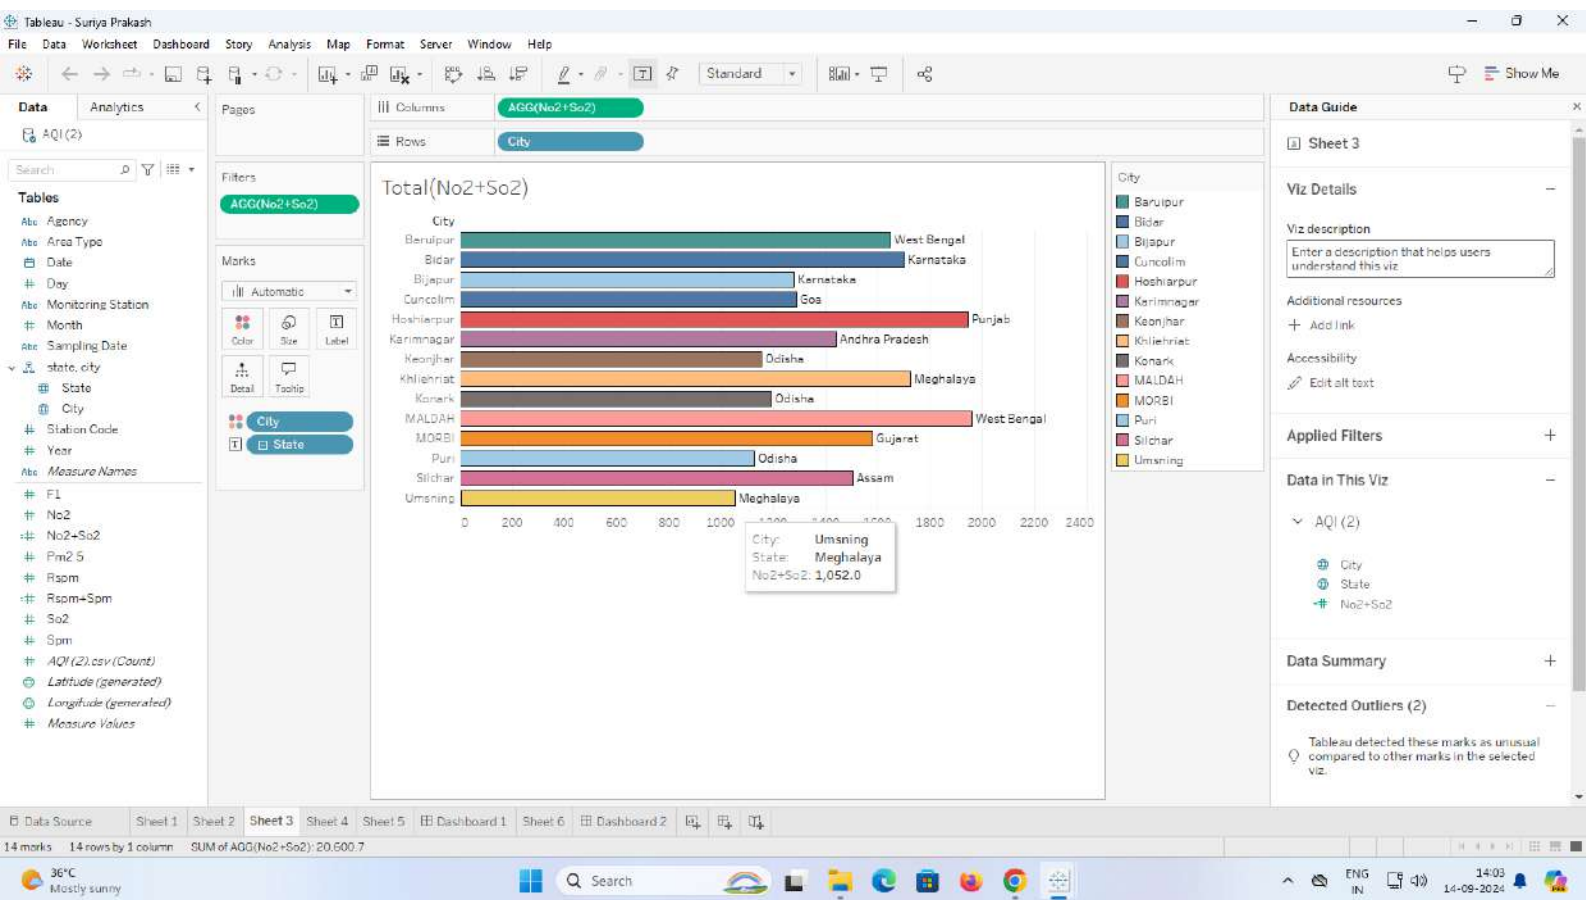 Tableau - Suriya Prakash
File Data Worksheet Dashboard Story Analysis Map Format Server Window Help
Standard
Show Me
Data Analytics
AQI (2)
Search
Tables
Abc Agency
Abc Area Type
Date
# Day
Abc Monitoring Station
# Month
Abc Sampling Date
state, city
State
City
# Station Code
# Year
Abc Measure Names
# F1
# No2
=# No2+So2
# Pm2 5
# Rspm
=# Rspm+Spm
# So2
# Spm
# AQI (2).csv (Count)
Latitude (generated)
Longitude (generated)
# Measure Values
Pages
Filters
AGG(No2+So2)
Marks
Automatic
Color Size Label
Detail Tooltip
City
State
Columns AGG(No2+So2)
Rows City
Total(No2+So2)
City
Baruipur West Bengal
Bidar Karnataka
Bijapur Karnataka
Cuncolim Goa
Hoshiarpur Punjab
Karimnagar Andhra Pradesh
Keonjhar Odisha
Khliehriat Meghalaya
Konark Odisha
MALDAH West Bengal
MORBI Gujarat
Puri Odisha
Silchar Assam
Umsning Meghalaya
0 200 400 600 800 1000 1200 1400 1600 1800 2000 2200 2400
City: Umsning
State: Meghalaya
No2+So2: 1,052.0
City
Baruipur
Bidar
Bijapur
Cuncolim
Hoshiarpur
Karimnagar
Keonjhar
Khliehriat
Konark
MALDAH
MORBI
Puri
Silchar
Umsning
Data Guide
Sheet 3
Viz Details
Viz description
Enter a description that helps users
understand this viz
Additional resources
+ Add link
Accessibility
Edit alt text
Applied Filters
Data in This Viz
AQI (2)
City
State
=# No2+So2
Data Summary
Detected Outliers (2)
Tableau detected these marks as unusual
compared to other marks in the selected
viz.
Data Source Sheet 1 Sheet 2 Sheet 3 Sheet 4 Sheet 5 Dashboard 1 Sheet 6 Dashboard 2
14 marks 14 rows by 1 column SUM of AGG(No2+So2): 20,600.7
36°C
Mostly sunny
Search
ENG
IN
14:03
14-09-2024